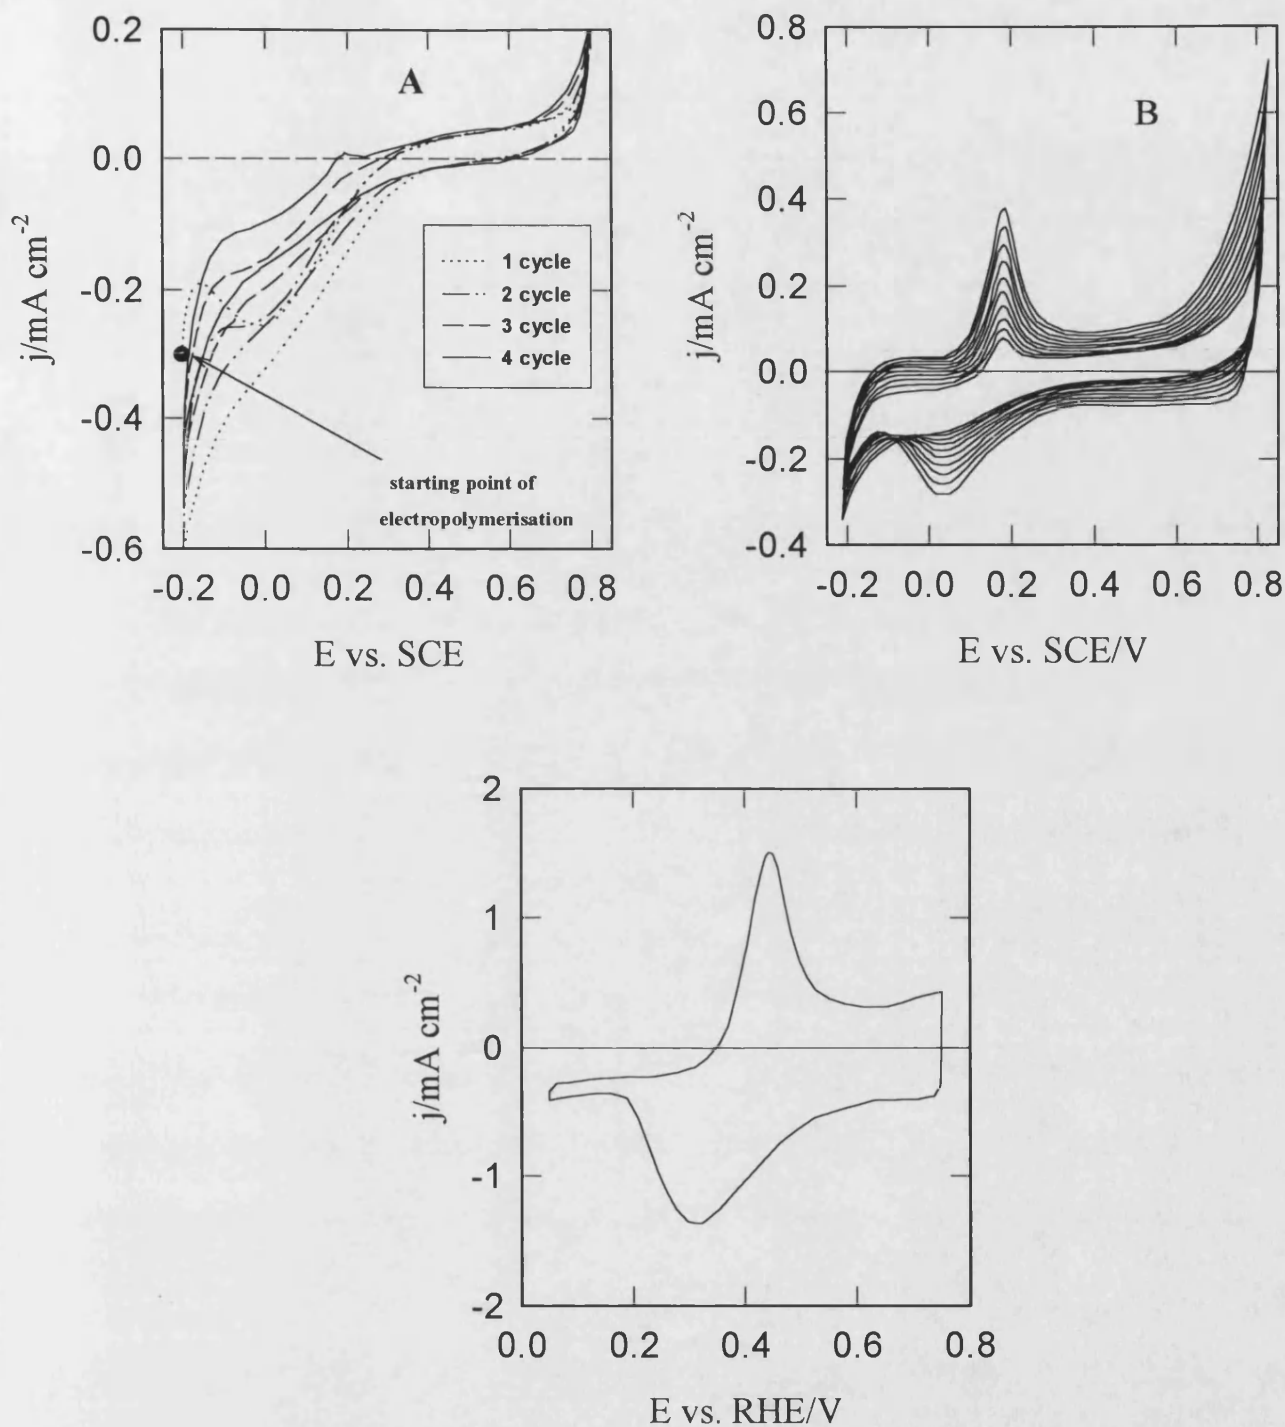 A
j/mA cm-2
0.2
0.0
-0.2
-0.4
-0.6
1 cycle
2 cycle
3 cycle
4 cycle
starting point of
electropolymerisation
-0.2 0.0 0.2 0.4 0.6 0.8
E vs. SCE
B
j/mA cm-2
0.8
0.6
0.4
0.2
0.0
-0.2
-0.4
-0.2 0.0 0.2 0.4 0.6 0.8
E vs. SCE/V
j/mA cm-2
2
1
0
-1
-2
0.0 0.2 0.4 0.6 0.8
E vs. RHE/V